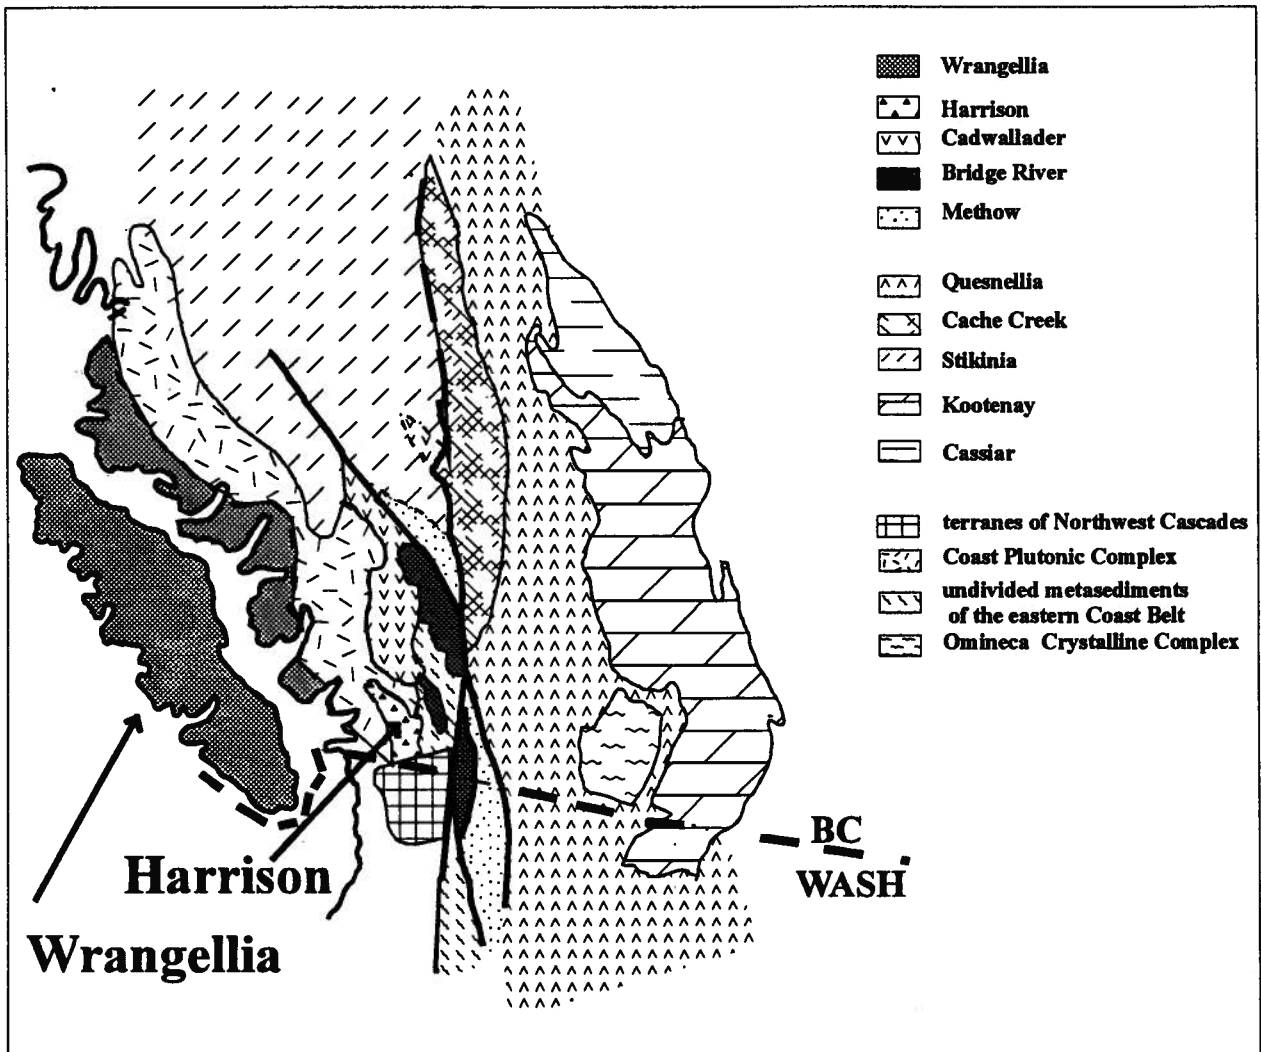 Wrangellia
Harrison
Cadwallader
Bridge River
Methow
Quesnellia
Cache Creek
Stikinia
Kootenay
Cassiar
terranes of Northwest Cascades
Coast Plutonic Complex
undivided metasediments
of the eastern Coast Belt
Omineca Crystalline Complex
BC
WASH
Harrison
Wrangellia